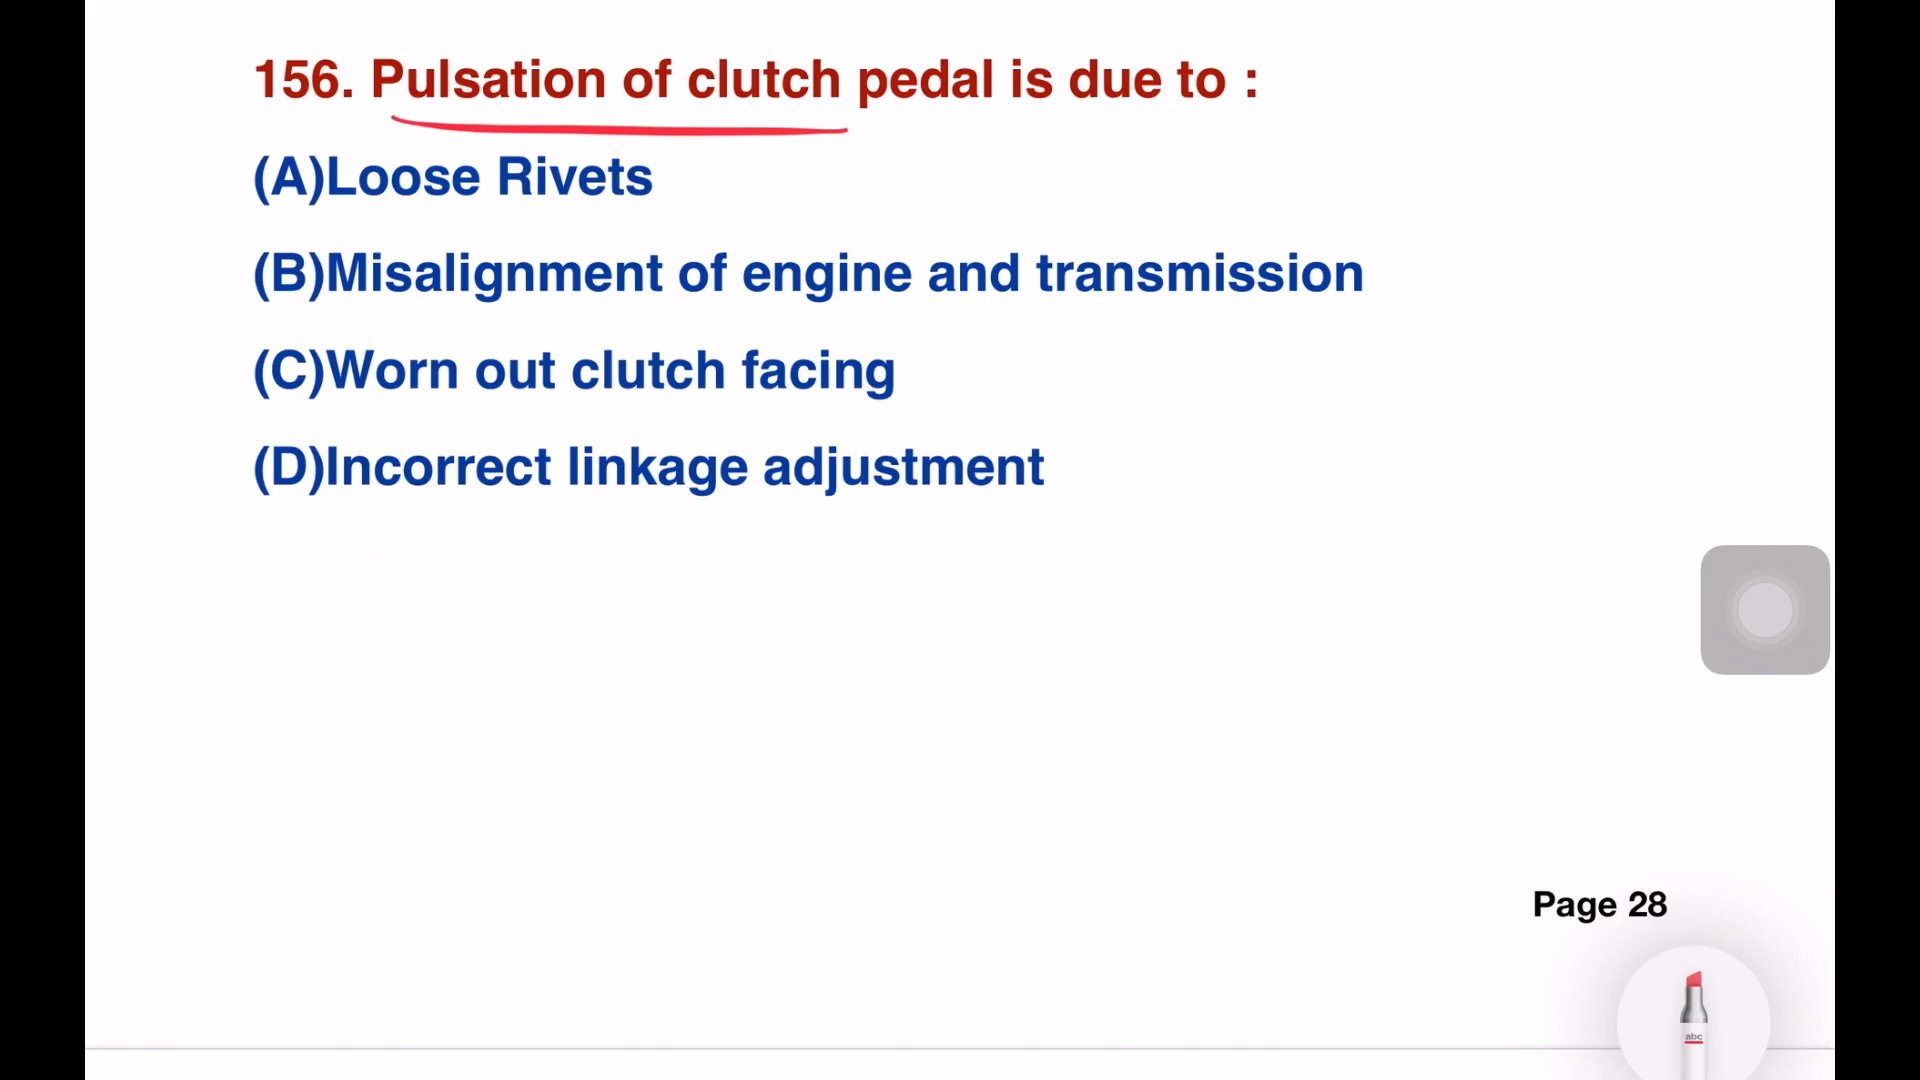 156. Pulsation of clutch pedal is due to :
(A)Loose Rivets
(B)Misalignment of engine and transmission
(C)Worn out clutch facing
(D)Incorrect linkage adjustment
Page 28
abc